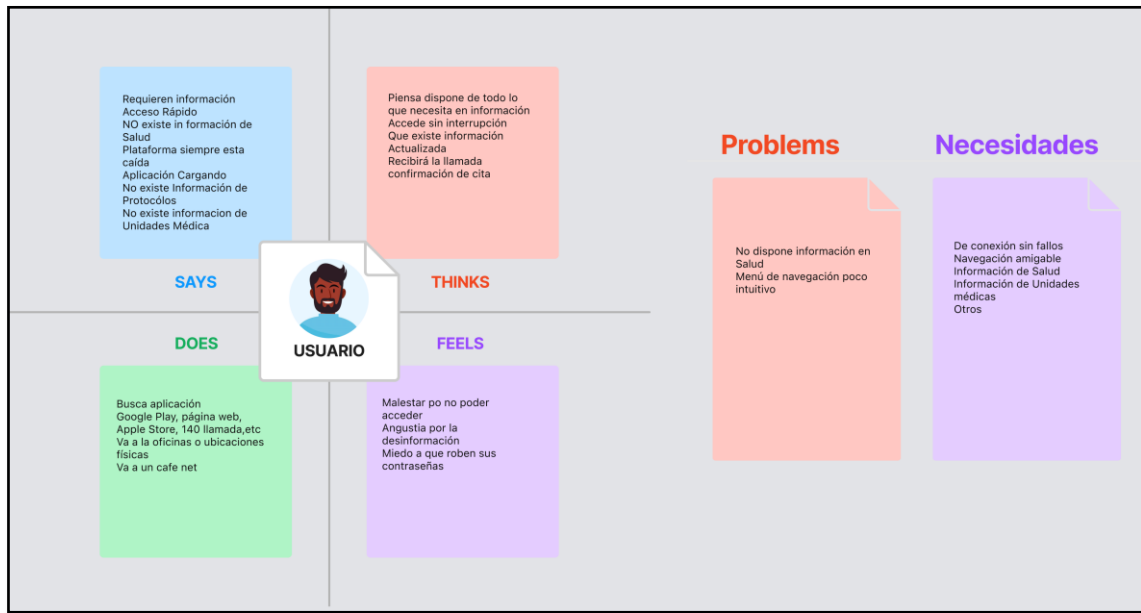 Requieren información
Acceso Rápido
NO existe in formación de
Salud
Plataforma siempre esta
caída
Aplicación Cargando
No existe Información de
Protocólos
No existe informacion de
Unidades Médica
SAYS
Piensa dispone de todo lo
que necesita en información
Accede sin interrupción
Que existe información
Actualizada
Recibirá la llamada
confirmación de cita
THINKS
USUARIO
DOES
Busca aplicación
Google Play, página web,
Apple Store, 140 llamada,etc
Va a la oficinas o ubicaciones
físicas
Va a un cafe net
FEELS
Malestar po no poder
acceder
Angustia por la
desinformación
Miedo a que roben sus
contraseñas
Problems
No dispone información en
Salud
Menú de navegación poco
intuitivo
Necesidades
De conexión sin fallos
Navegación amigable
Información de Salud
Información de Unidades
médicas
Otros